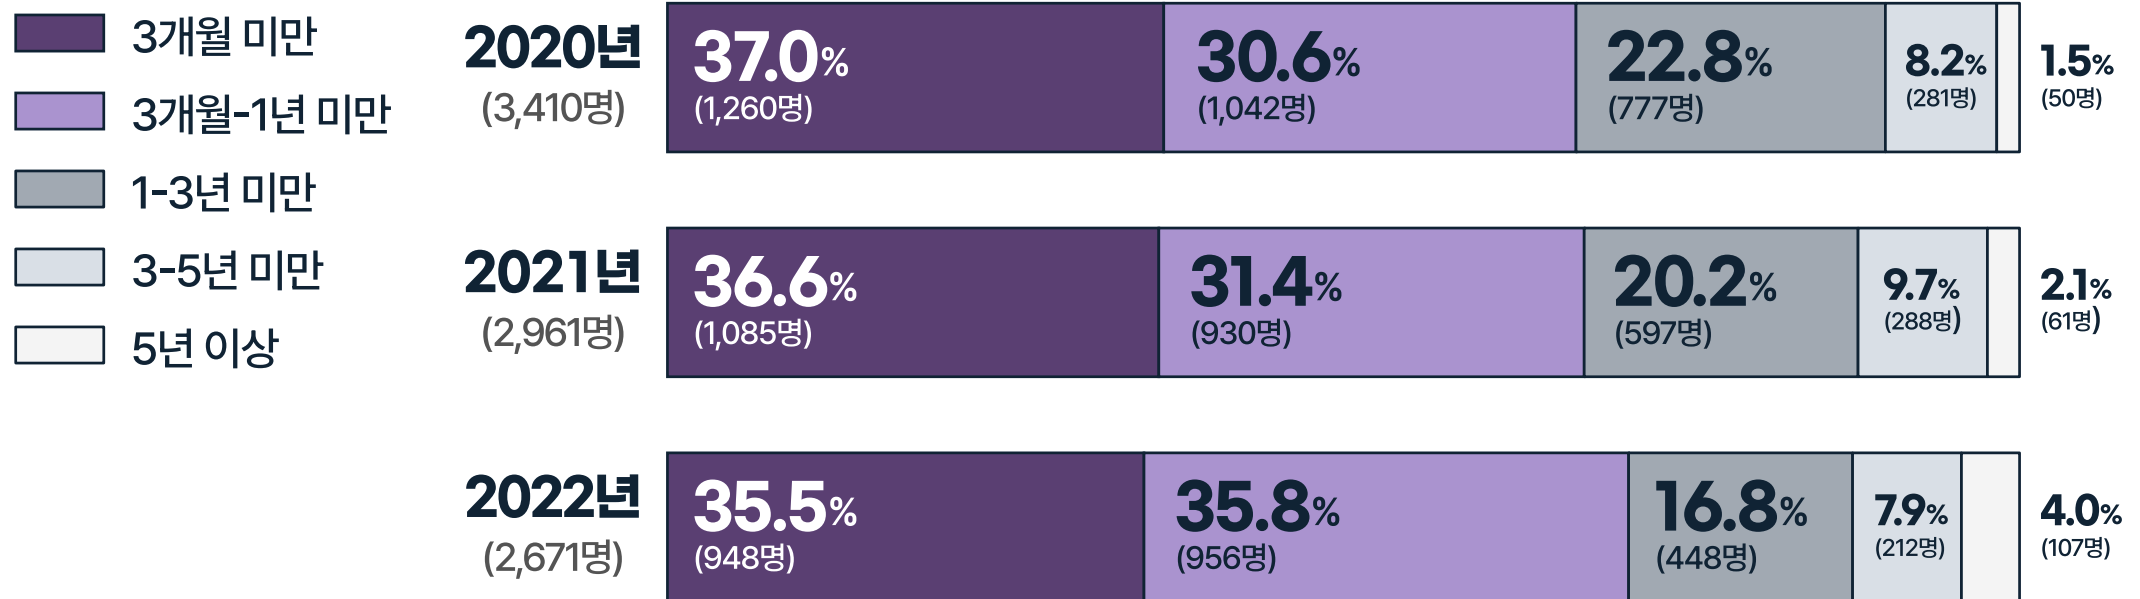 3개월 미만
3개월-1년 미만
1-3년 미만
3-5년 미만
5년 이상
2020년
(3,410명)
37.0%
(1,260명)
30.6%
(1,042명)
22.8%
(777명)
8.2%
(281명)
1.5%
(50명)
2021년
(2,961명)
36.6%
(1,085명)
31.4%
(930명)
20.2%
(597명)
9.7%
(288명)
2.1%
(61명)
2022년
(2,671명)
35.5%
(948명)
35.8%
(956명)
16.8%
(448명)
7.9%
(212명)
4.0%
(107명)